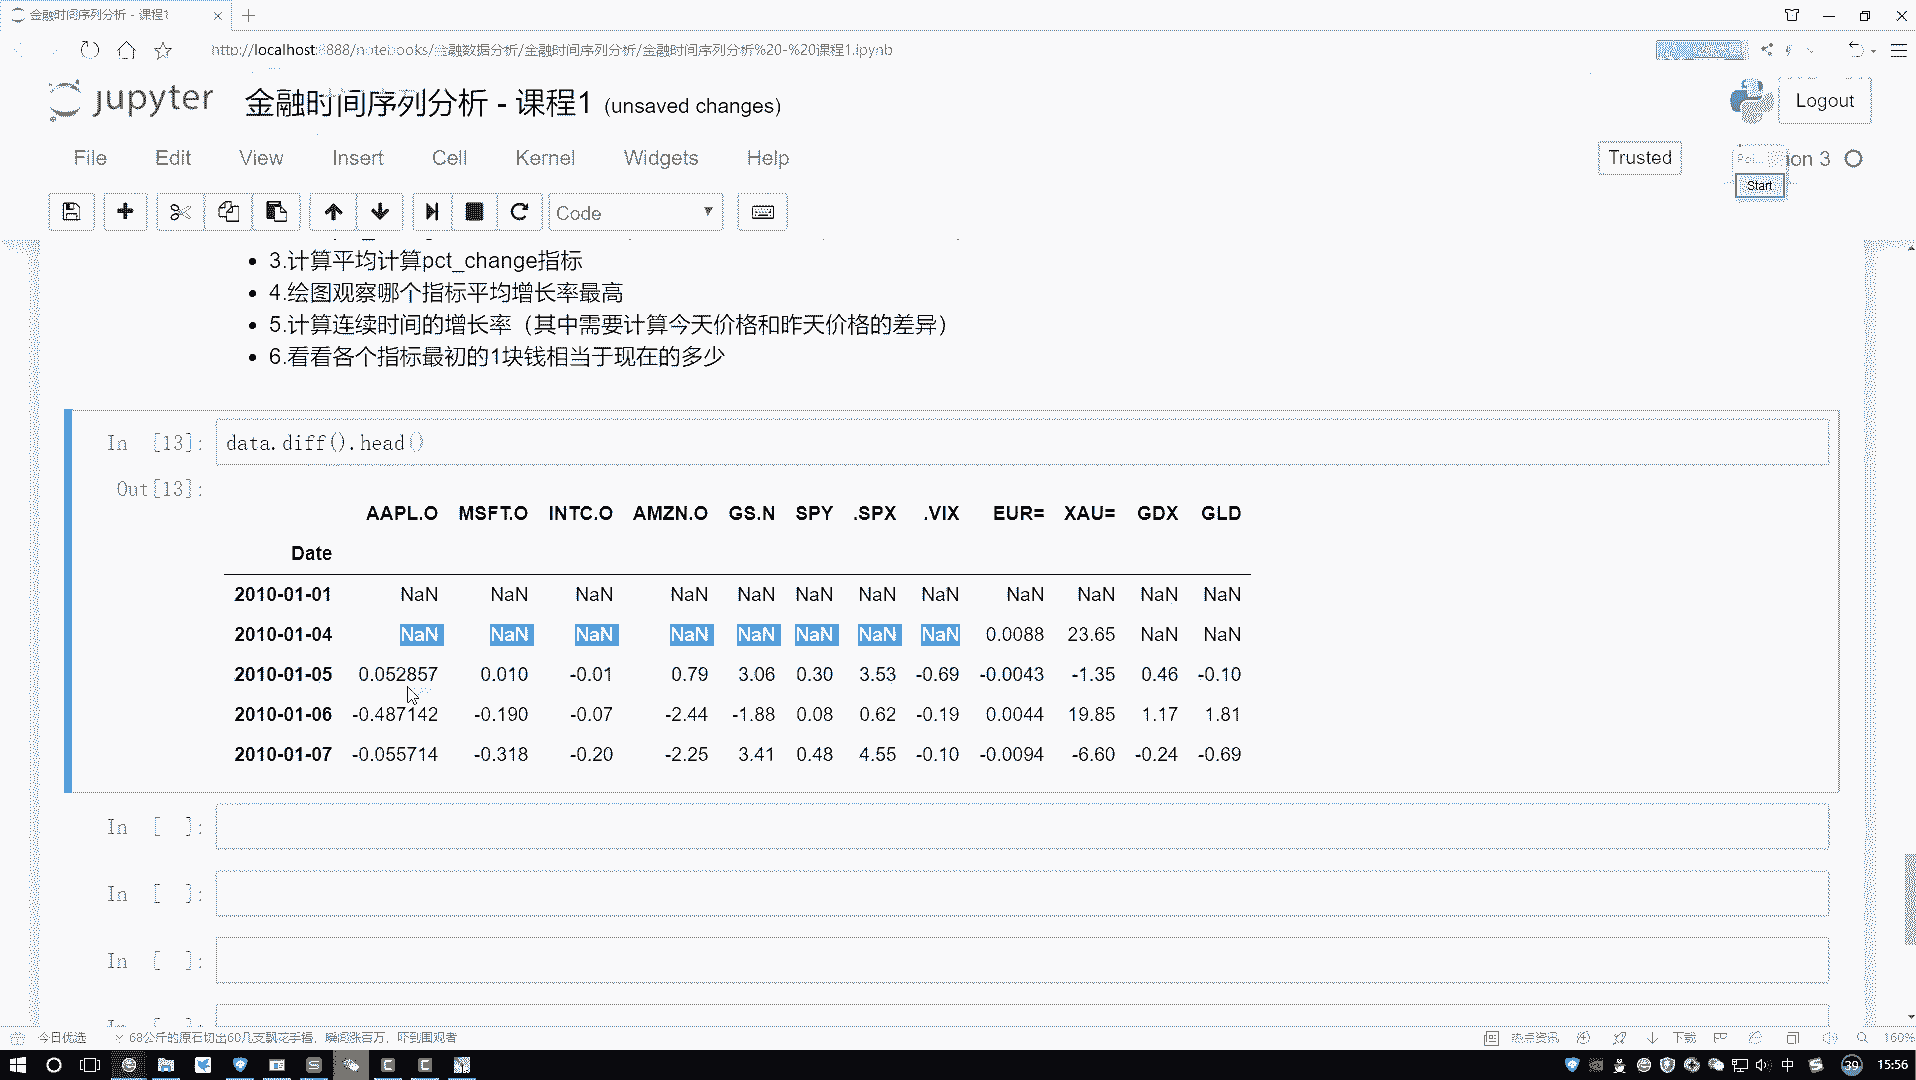 金融时间序列分析 - 课程1
http://localhost:8888/notebooks/金融数据分析/金融时间序列分析/金融时间序列分析%20-%20课程1.ipynb
jupyter 金融时间序列分析 - 课程1 (unsaved changes)
Logout
File Edit View Insert Cell Kernel Widgets Help
Trusted
on 3
Start
Code
3.计算平均计算pct_change指标
4.绘图观察哪个指标平均增长率最高
5.计算连续时间的增长率（其中需要计算今天价格和昨天价格的差异）
6.看看各个指标最初的1块钱相当于现在的多少
In [13]: data.diff().head()
Out[13]:
AAPL.O MSFT.O INTC.O AMZN.O GS.N SPY .SPX .VIX EUR= XAU= GDX GLD
Date
2010-01-01 NaN NaN NaN NaN NaN NaN NaN NaN NaN NaN NaN NaN
2010-01-04 NaN NaN NaN NaN NaN NaN NaN NaN 0.0088 23.65 NaN NaN
2010-01-05 0.052857 0.010 -0.01 0.79 3.06 0.30 3.53 -0.69 -0.0043 -1.35 0.46 -0.10
2010-01-06 -0.487142 -0.190 -0.07 -2.44 -1.88 0.08 0.62 -0.19 0.0044 19.85 1.17 1.81
2010-01-07 -0.055714 -0.318 -0.20 -2.25 3.41 0.48 4.55 -0.10 -0.0094 -6.60 -0.24 -0.69
In [ ]:
In [ ]:
In [ ]:
今日优选
68公斤的原石切出60几支飘花手镯，瞬间涨百万，吓到围观者
热点资讯
下载
160%
中
39
15:56